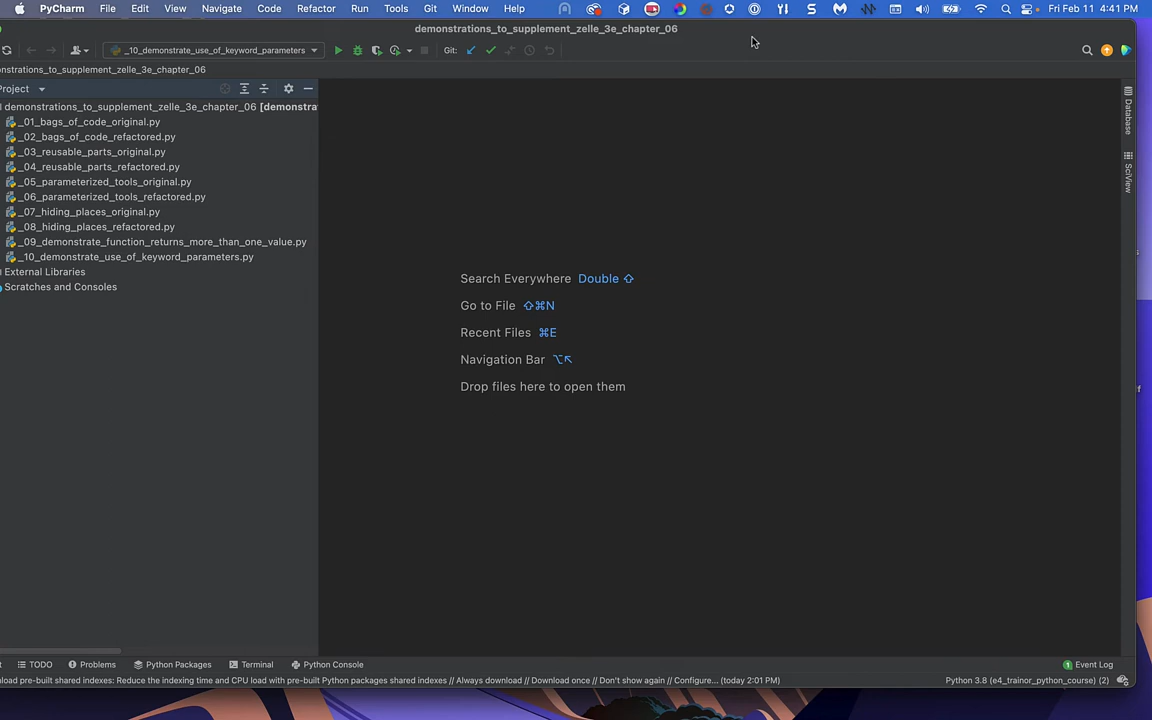 PyCharm File Edit View Navigate Code Refactor Run Tools Git Window Help Fri Feb 11 4:41 PM
demonstrations_to_supplement_zelle_3e_chapter_06
_10_demonstrate_use_of_keyword_parameters Git:
nstrations_to_supplement_zelle_3e_chapter_06
Project
demonstrations_to_supplement_zelle_3e_chapter_06 [demonstra
_01_bags_of_code_original.py
_02_bags_of_code_refactored.py
_03_reusable_parts_original.py
_04_reusable_parts_refactored.py
_05_parameterized_tools_original.py
_06_parameterized_tools_refactored.py
_07_hiding_places_original.py
_08_hiding_places_refactored.py
_09_demonstrate_function_returns_more_than_one_value.py
_10_demonstrate_use_of_keyword_parameters.py
External Libraries
Scratches and Consoles
Search Everywhere Double ⇧
Go to File ⇧⌘N
Recent Files ⌘E
Navigation Bar ⌥↖
Drop files here to open them
Database
SciView
TODO Problems Python Packages Terminal Python Console 1 Event Log
load pre-built shared indexes: Reduce the indexing time and CPU load with pre-built Python packages shared indexes // Always download // Download once // Don't show again // Configure... (today 2:01 PM) Python 3.8 (e4_trainor_python_course) (2)